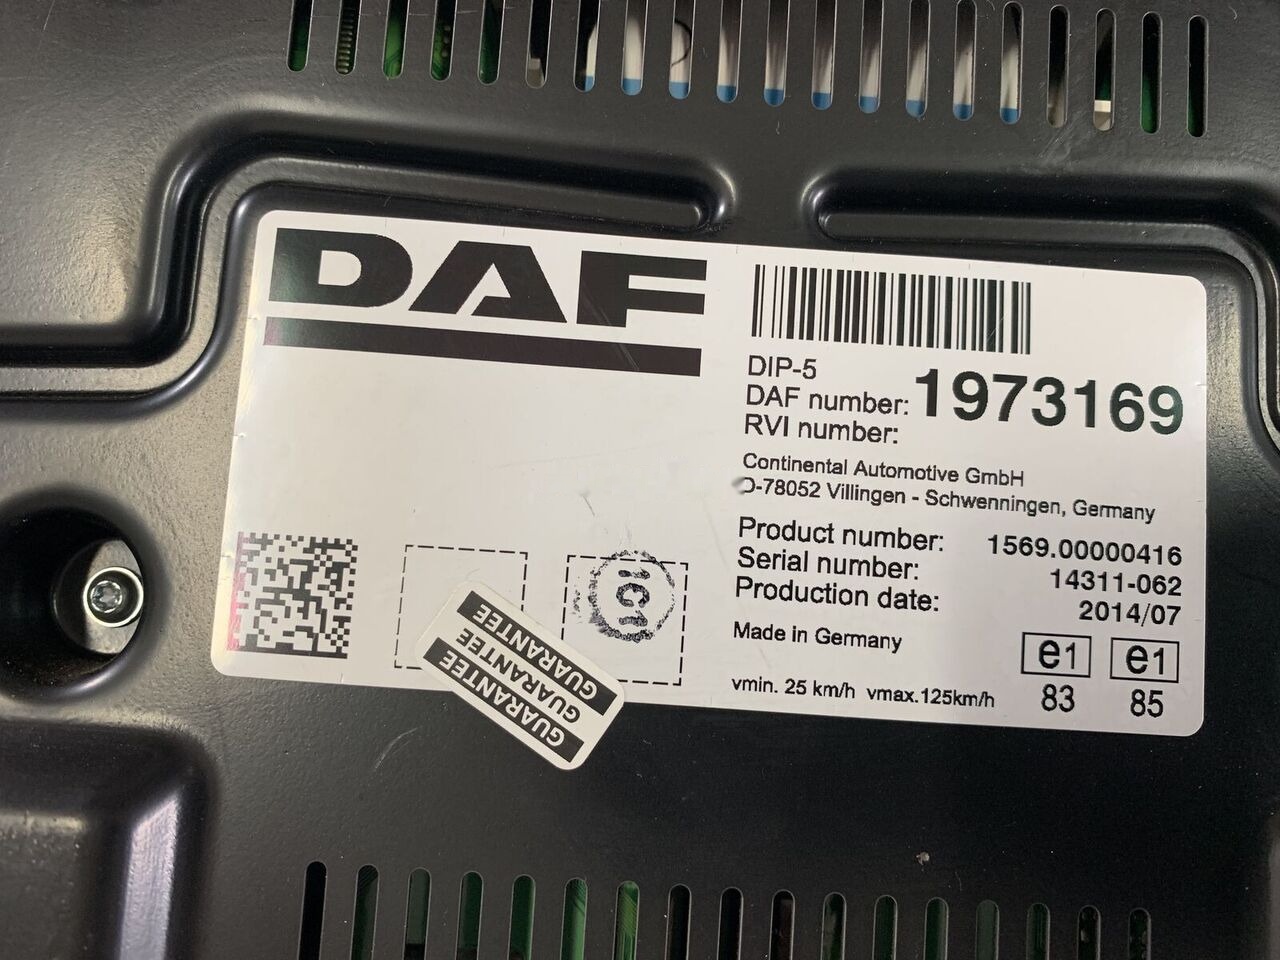 DAF
DIP-5
DAF number: 1973169
RVI number:
Continental Automotive GmbH
D-78052 Villingen - Schwenningen, Germany
Product number: 1569.00000416
Serial number: 14311-062
Production date: 2014/07
Made in Germany
e1 e1
83 85
vmin. 25 km/h vmax.125km/h
1C1
GUARANTEE
GUARANTEE
GUARANTEE